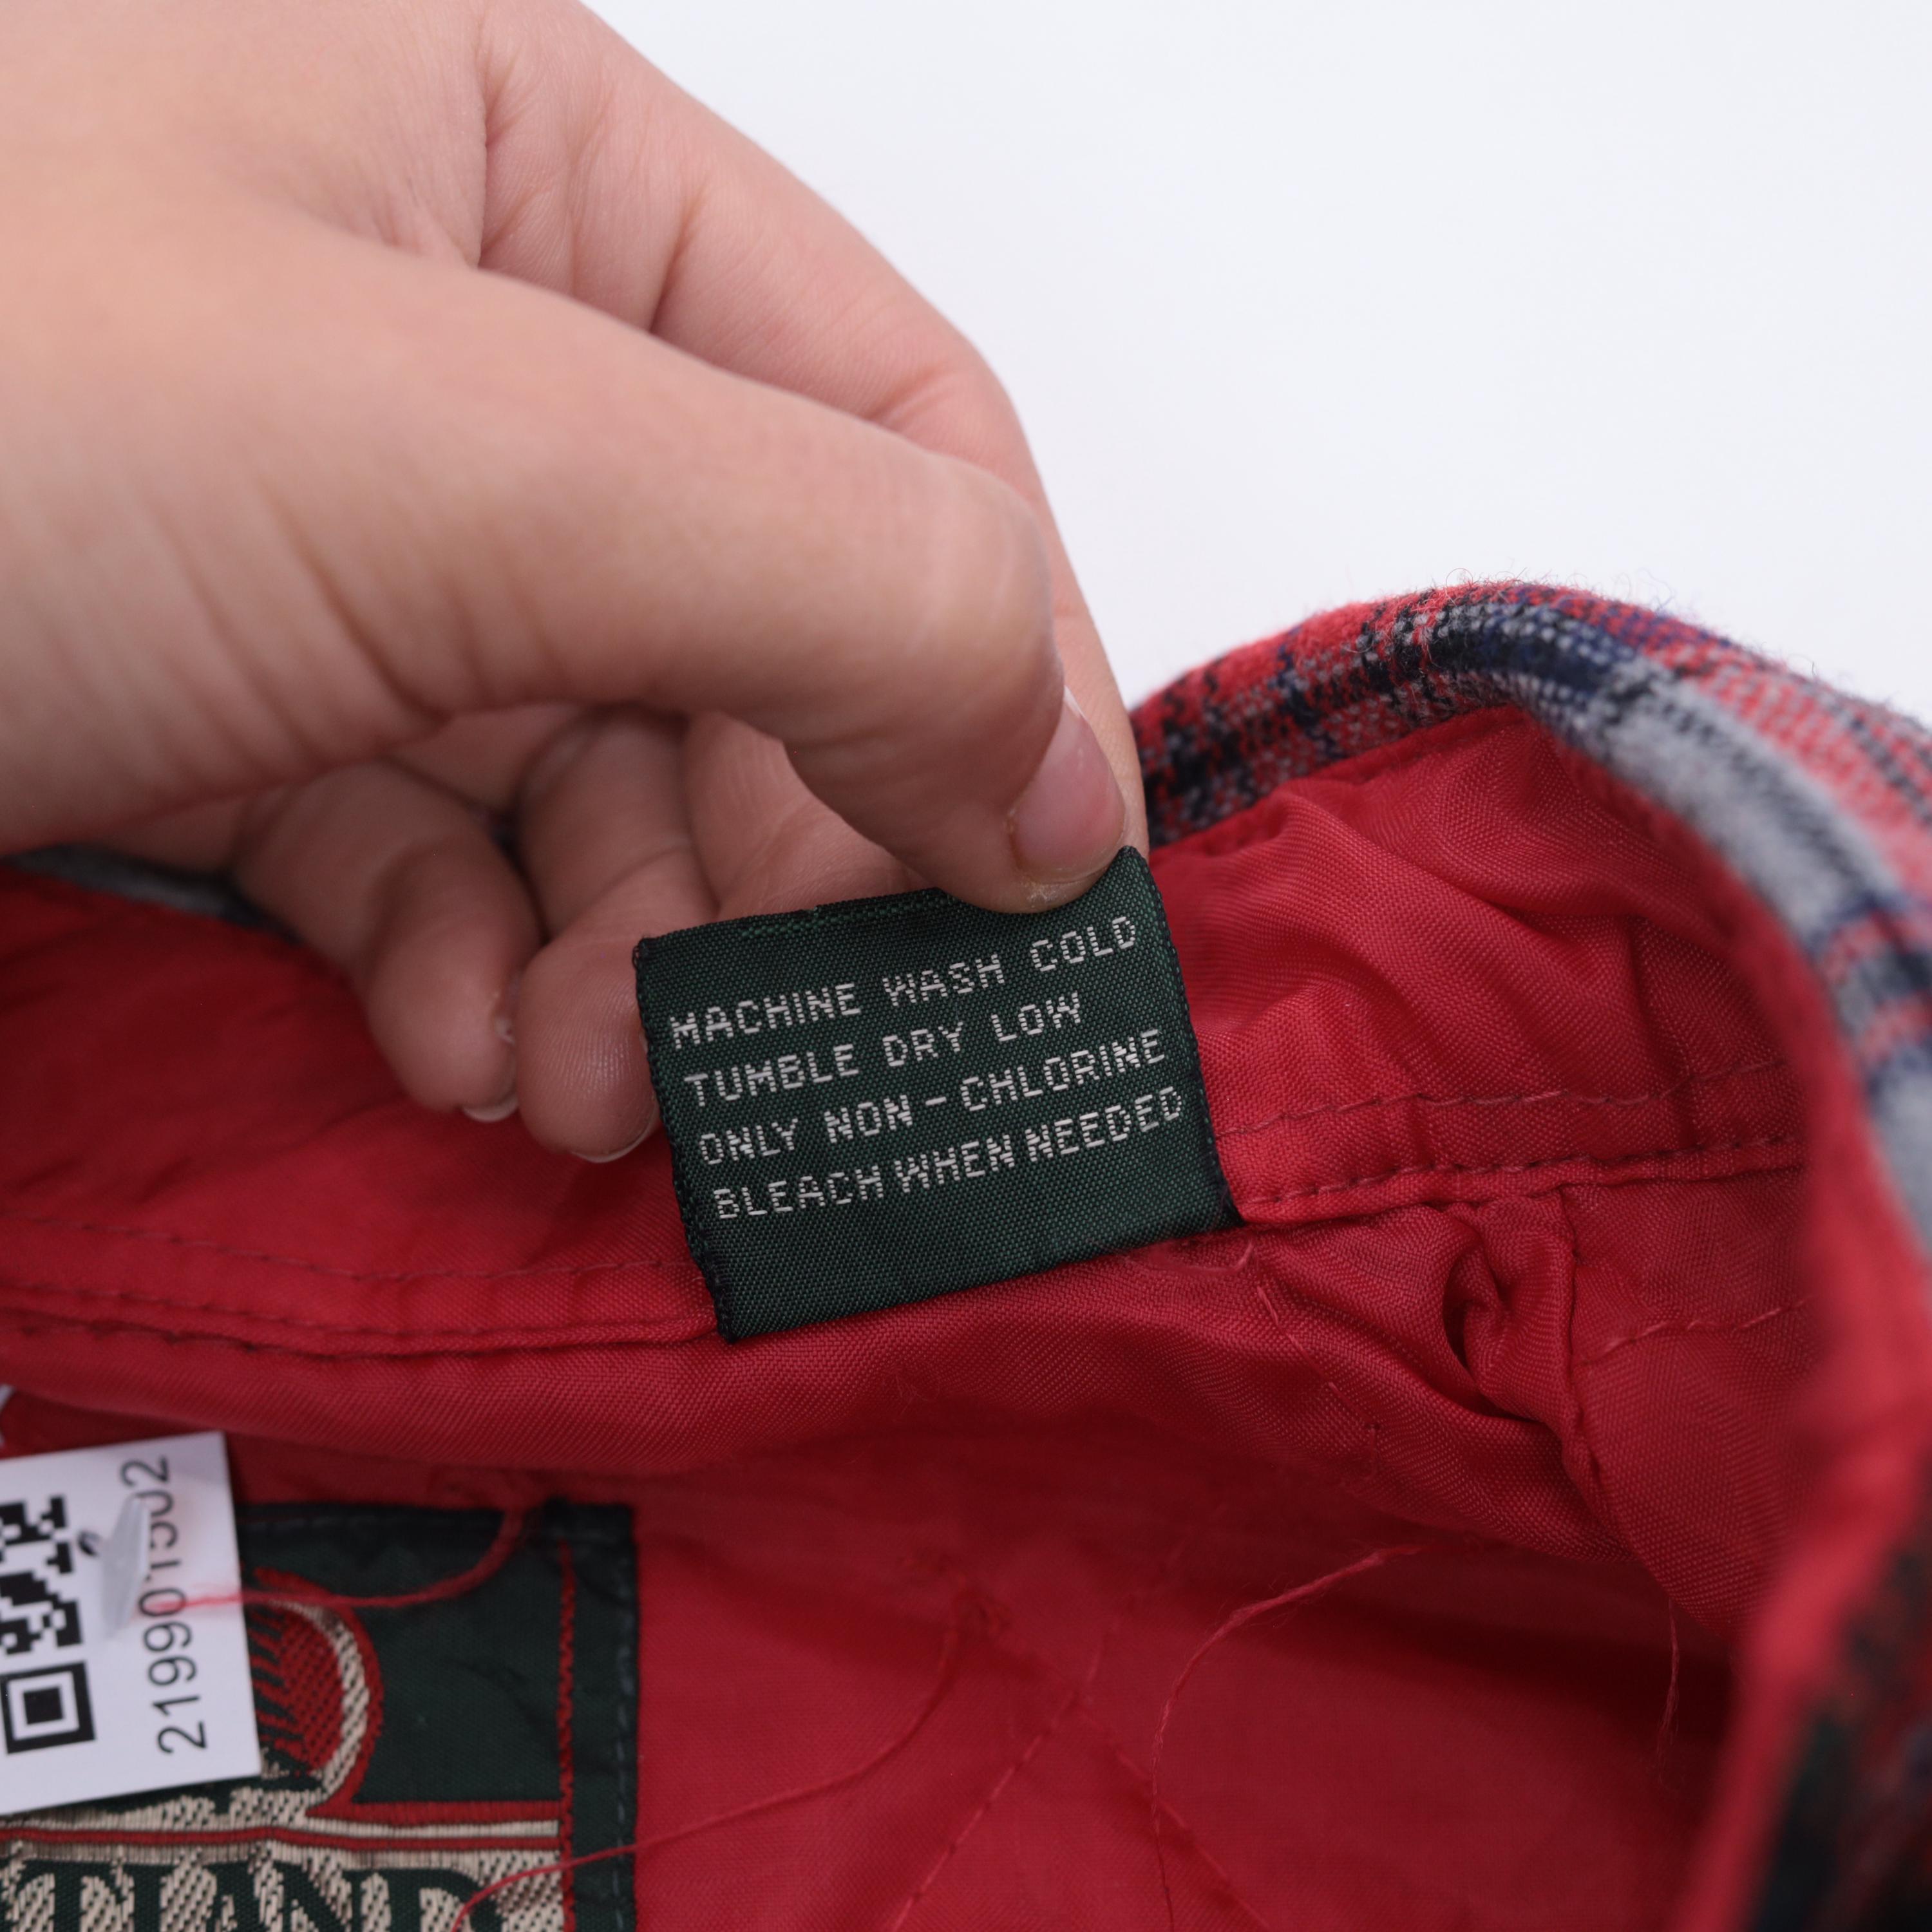 MACHINE WASH COLD
TUMBLE DRY LOW
ONLY NON-CHLORINE
BLEACH WHEN NEEDED